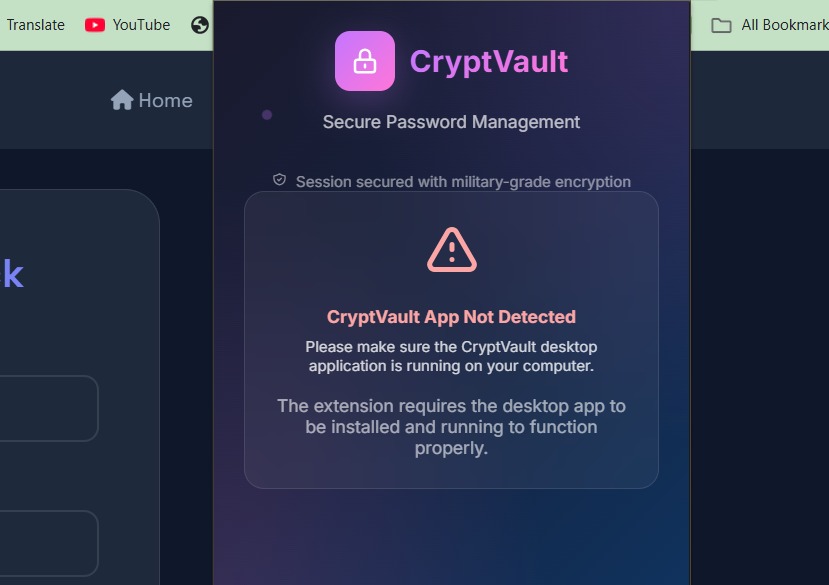 Translate YouTube All Bookmark
CryptVault
Home
Secure Password Management
Session secured with military-grade encryption
k
CryptVault App Not Detected
Please make sure the CryptVault desktop
application is running on your computer.
The extension requires the desktop app to
be installed and running to function
properly.